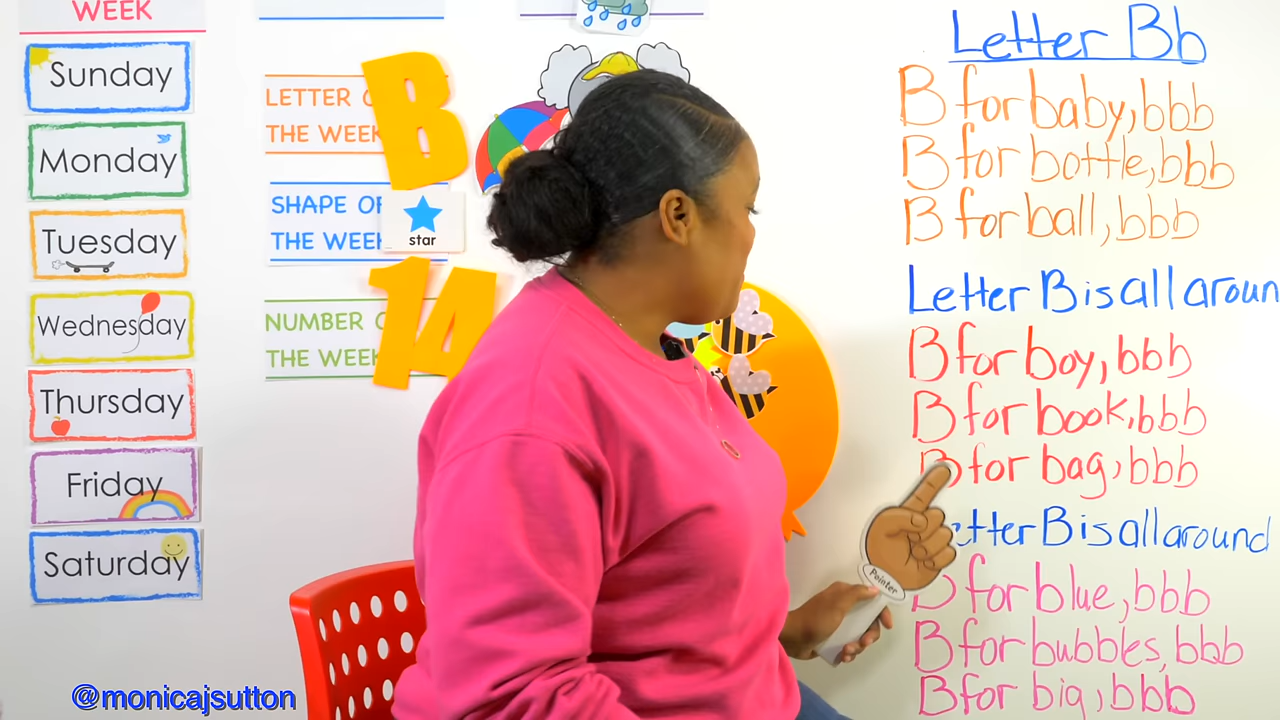 WEEK
Sunday
Monday
Tuesday
Wednesday
Thursday
Friday
Saturday
LETTER
THE WEEK
B
SHAPE OF
THE WEEK
star
NUMBER
THE WEEK
14
Pointer
Letter Bb
B for baby, bbb
B for bottle, bbb
B for ball, bbb
Letter B is all aroun
B for boy, bbb
B for book, bbb
B for bag, bbb
etter B is all around
B for blue, bbb
B for bubbles, bbb
B for big, bbb
@monicajsutton